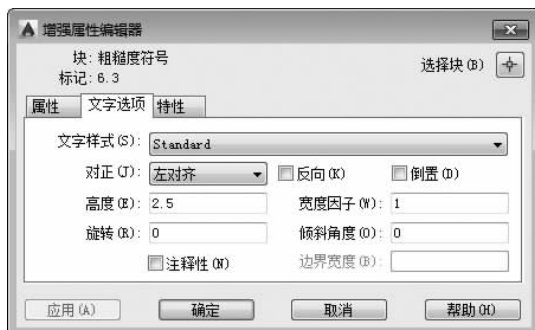 增强属性编辑器
块: 粗糙度符号
标记: 6.3
选择块(B)
属性 文字选项 特性
文字样式(S): Standard
对正(J): 左对齐 反向(K) 倒置(D)
高度(E): 2.5 宽度因子(W): 1
旋转(R): 0 倾斜角度(O): 0
注释性(N) 边界宽度(B):
应用(A) 确定 取消 帮助(H)